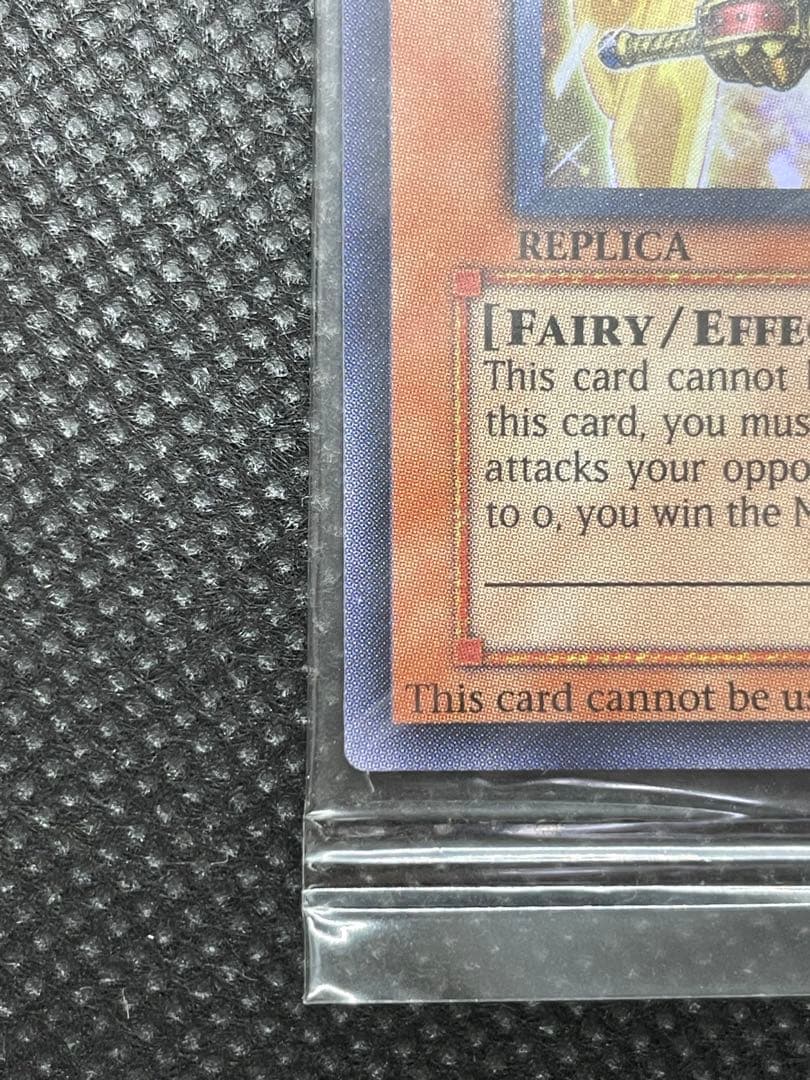 REPLICA
[FAIRY/EFFE
This card cannot
this card, you mus
attacks your oppo
to 0, you win the
This card cannot be us